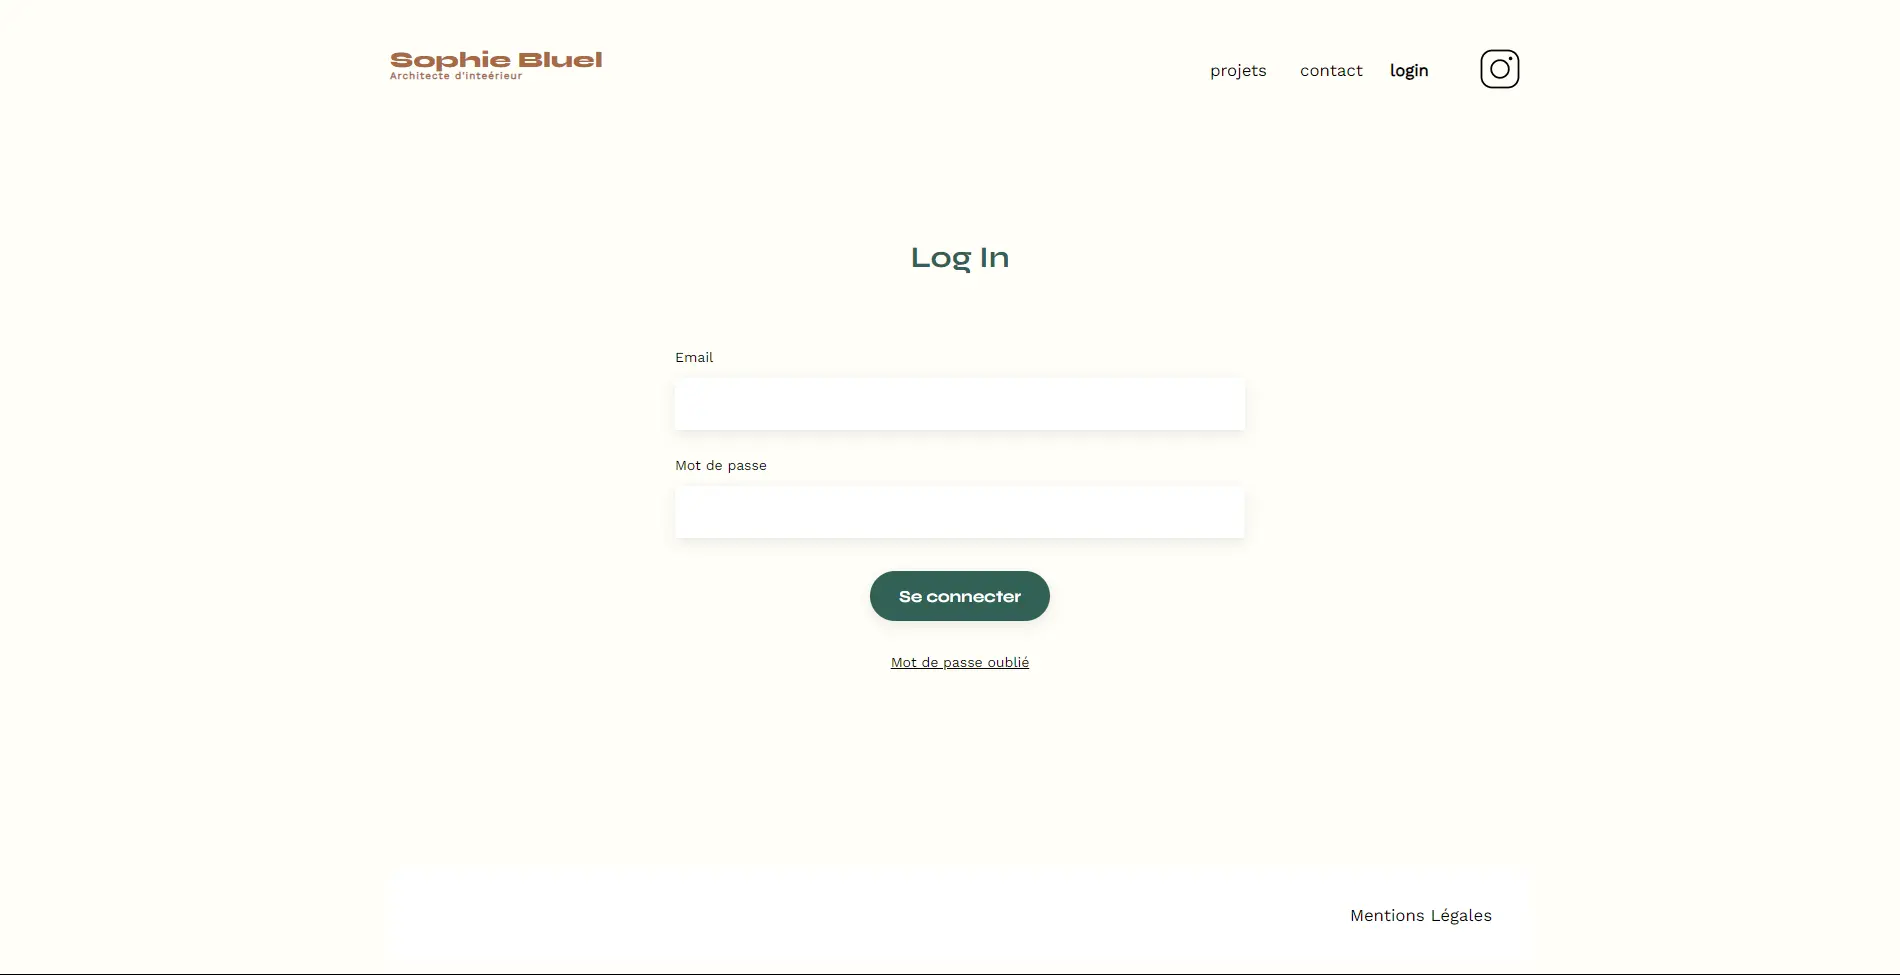 Sophie Bluel
Architecte d'inteérieur
projets
contact
login
Log In
Email
Mot de passe
Se connecter
Mot de passe oublié
Mentions Légales